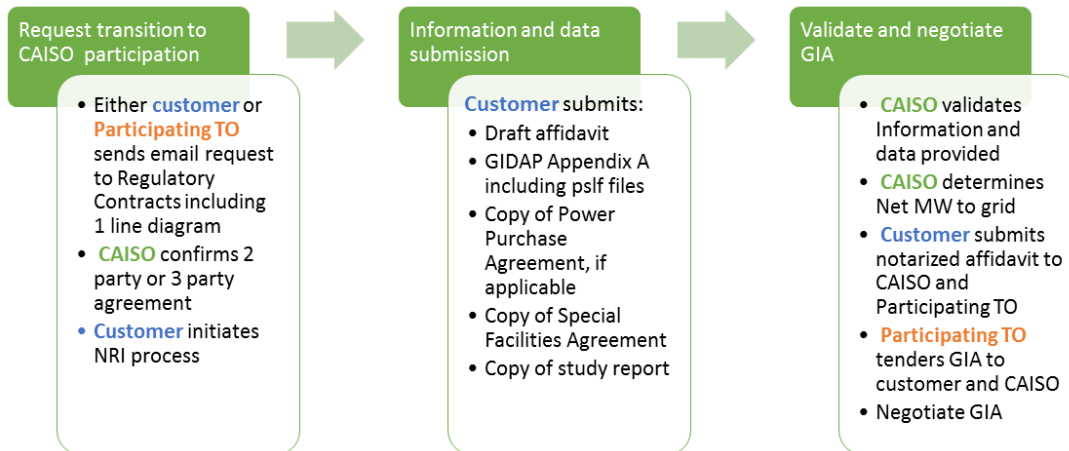 Request transition to
CAISO participation
• Either customer or
Participating TO
sends email request
to Regulatory
Contracts including
1 line diagram
• CAISO confirms 2
party or 3 party
agreement
• Customer initiates
NRI process
Information and data
submission
Customer submits:
• Draft affidavit
• GIDAP Appendix A
including pslf files
• Copy of Power
Purchase
Agreement, if
applicable
• Copy of Special
Facilities Agreement
• Copy of study report
Validate and negotiate
GIA
• CAISO validates
Information and
data provided
• CAISO determines
Net MW to grid
• Customer submits
notarized affidavit to
CAISO and
Participating TO
• Participating TO
tenders GIA to
customer and CAISO
• Negotiate GIA